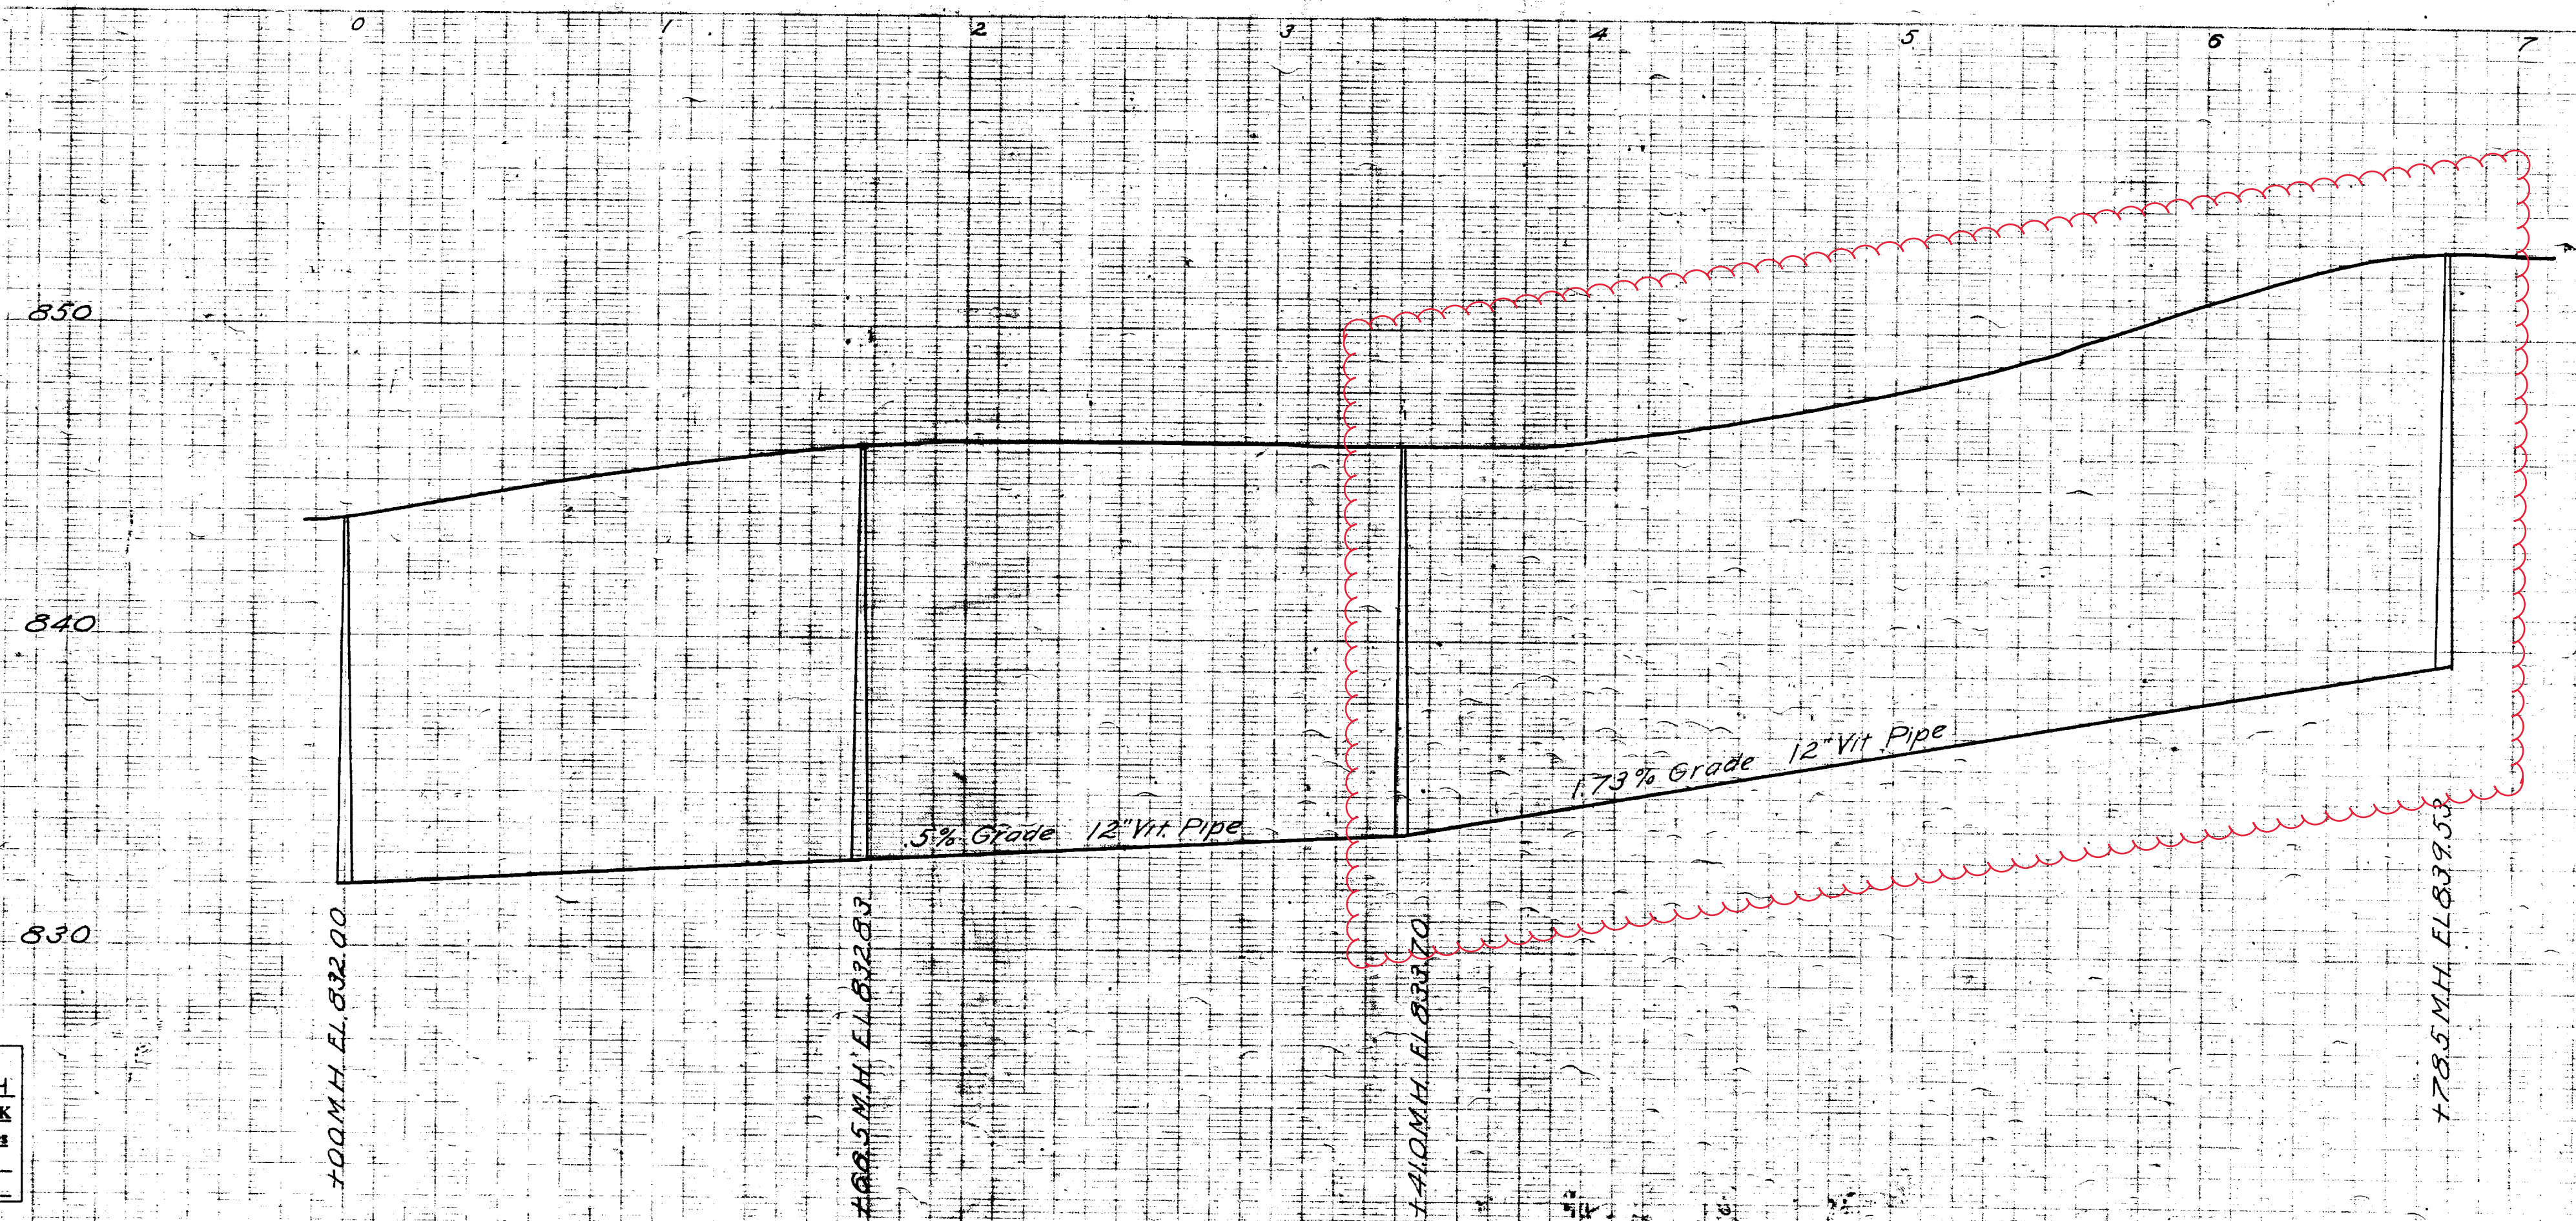 0 1 2 3 4 5 6 7
850
840
830
.5% Grade 12" Vit. Pipe
1.73% Grade 12" Vit Pipe
+00 M.H. EL. 832.00
+66.5 M.H. EL. 832.83
+41.0 M.H. EL. 833.70
+78.5 M.H. EL. 839.53
K